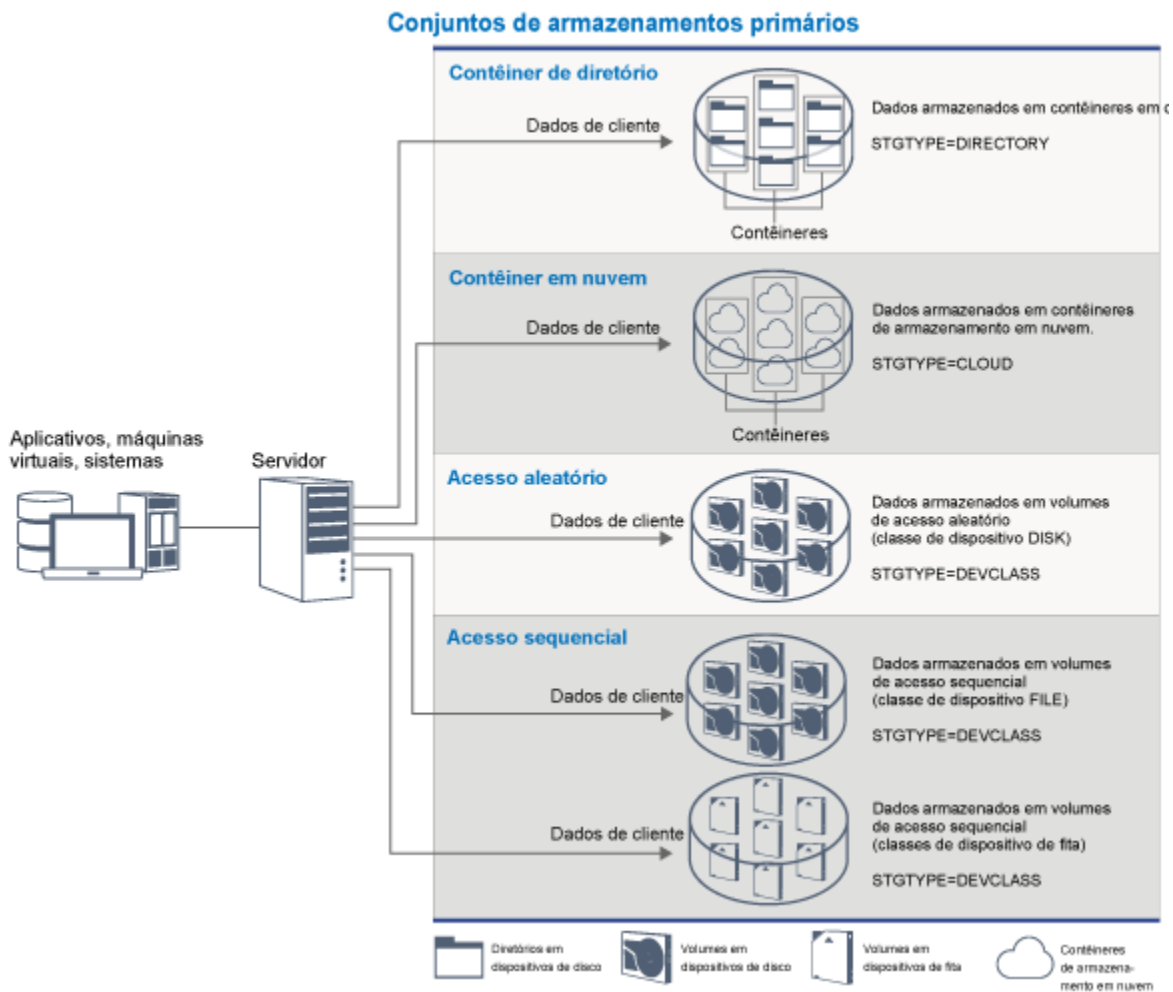 Conjuntos de armazenamentos primários
Contêiner de diretório
Dados de cliente
Dados armazenados em contêineres em
STGTYPE=DIRECTORY
Contêineres
Contêiner em nuvem
Dados de cliente
Dados armazenados em contêineres
de armazenamento em nuvem.
STGTYPE=CLOUD
Contêineres
Aplicativos, máquinas
virtuais, sistemas
Servidor
Acesso aleatório
Dados de cliente
Dados armazenados em volumes
de acesso aleatório
(classe de dispositivo DISK)
STGTYPE=DEVCLASS
Acesso sequencial
Dados de cliente
Dados armazenados em volumes
de acesso sequencial
(classe de dispositivo FILE)
STGTYPE=DEVCLASS
Dados de cliente
Dados armazenados em volumes
de acesso sequencial
(classes de dispositivo de fita)
STGTYPE=DEVCLASS
Diretórios em
dispositivos de disco
Volumes em
dispositivos de disco
Volumes em
dispositivos de fita
Contêineres
de armazena-
mento em nuvem